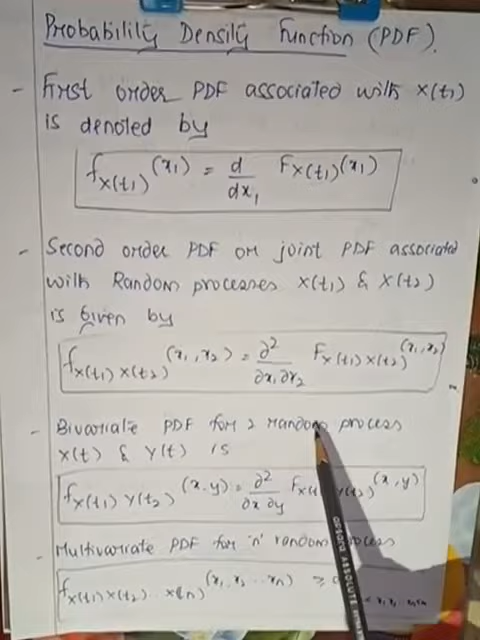 Probability Density Function (PDF).
- First order PDF associated with X(t₁)
is denoted by
f_X(t₁) (x₁) = d/dx₁ F_X(t₁) (x₁)
- Second order PDF or joint PDF associated
with Random processes X(t₁) & X(t₂)
is given by
f_X(t₁) X(t₂) (x₁, x₂) = ∂²/∂x₁ ∂x₂ F_X(t₁) X(t₂) (x₁, x₂)
- Bivariate PDF for 2 random process
X(t) & Y(t) is
f_X(t₁) Y(t₂) (x.y) = ∂²/∂x ∂y F_X(t Y(t₂) (x, y)
- Multivariate PDF for 'n' random
f_X(t₁) X(t₂) .. X(tn) (x₁, x₂ .. xn) ≥
apsara ABSOLUTE